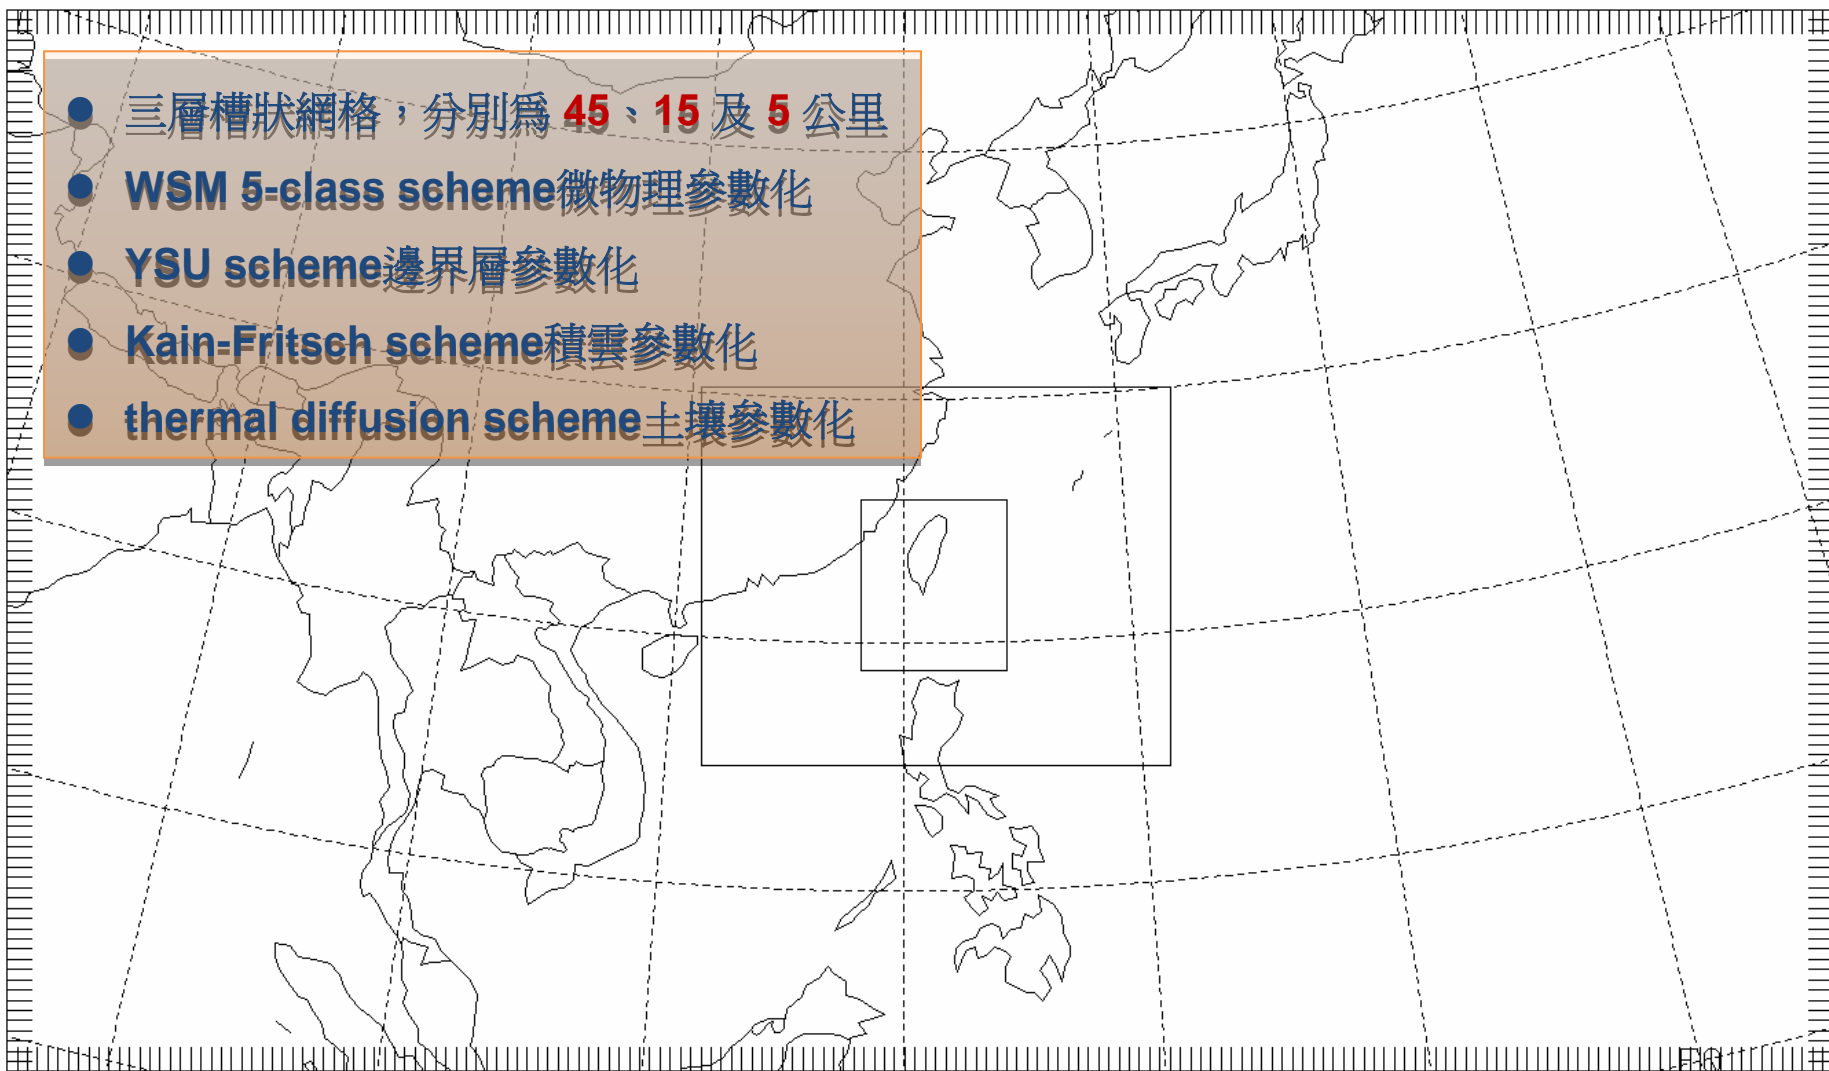 ● 三層槽狀網格，分別為 45、15 及 5 公里
● WSM 5-class scheme微物理參數化
● YSU scheme邊界層參數化
● Kain-Fritsch scheme積雲參數化
● thermal diffusion scheme土壤參數化